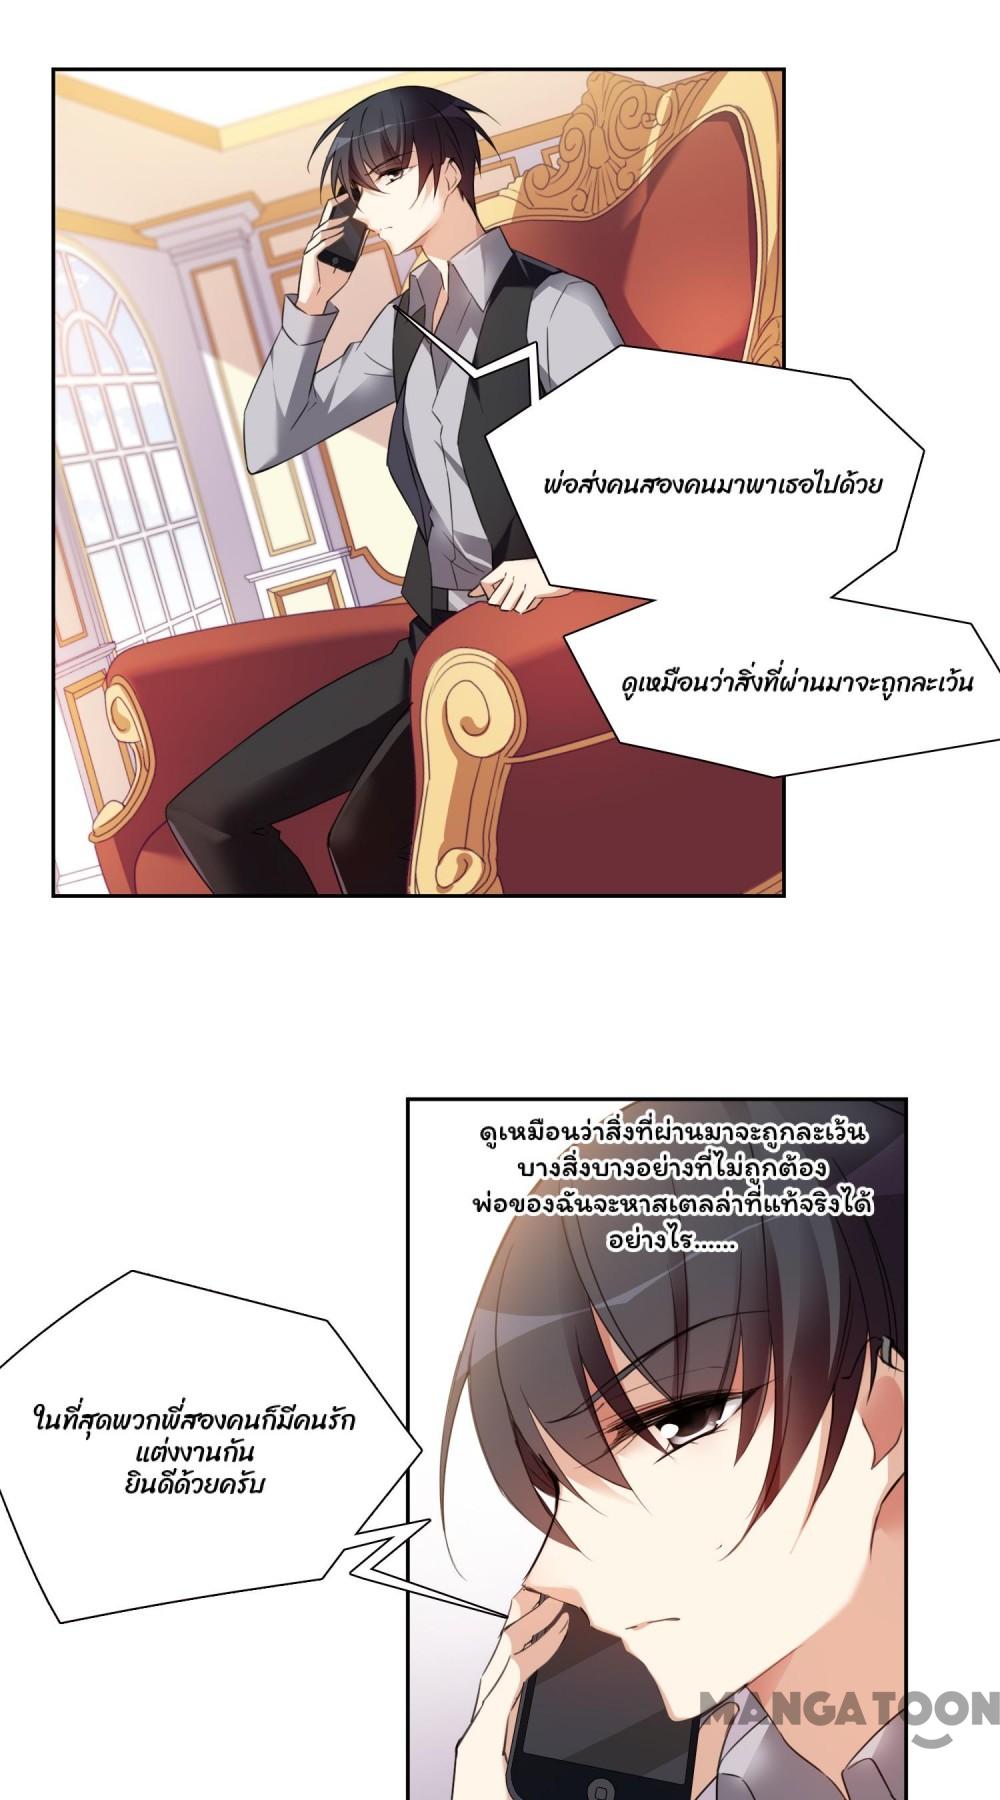 พ่อส่งคนสองคนมาพาเธอไปด้วย
ดูเหมือนว่าสิ่งที่ผ่านมาจะถูกละเว้น
ดูเหมือนว่าสิ่งที่ผ่านมาจะถูกละเว้น
บางสิ่งบางอย่างที่ไม่ถูกต้อง
พ่อของฉันจะหาสเตลล่าที่แท้จริงได้
อย่างไร......
ในที่สุดพวกพี่สองคนก็มีคนรัก
แต่งงานกัน
ยินดีด้วยครับ
MANGATOON